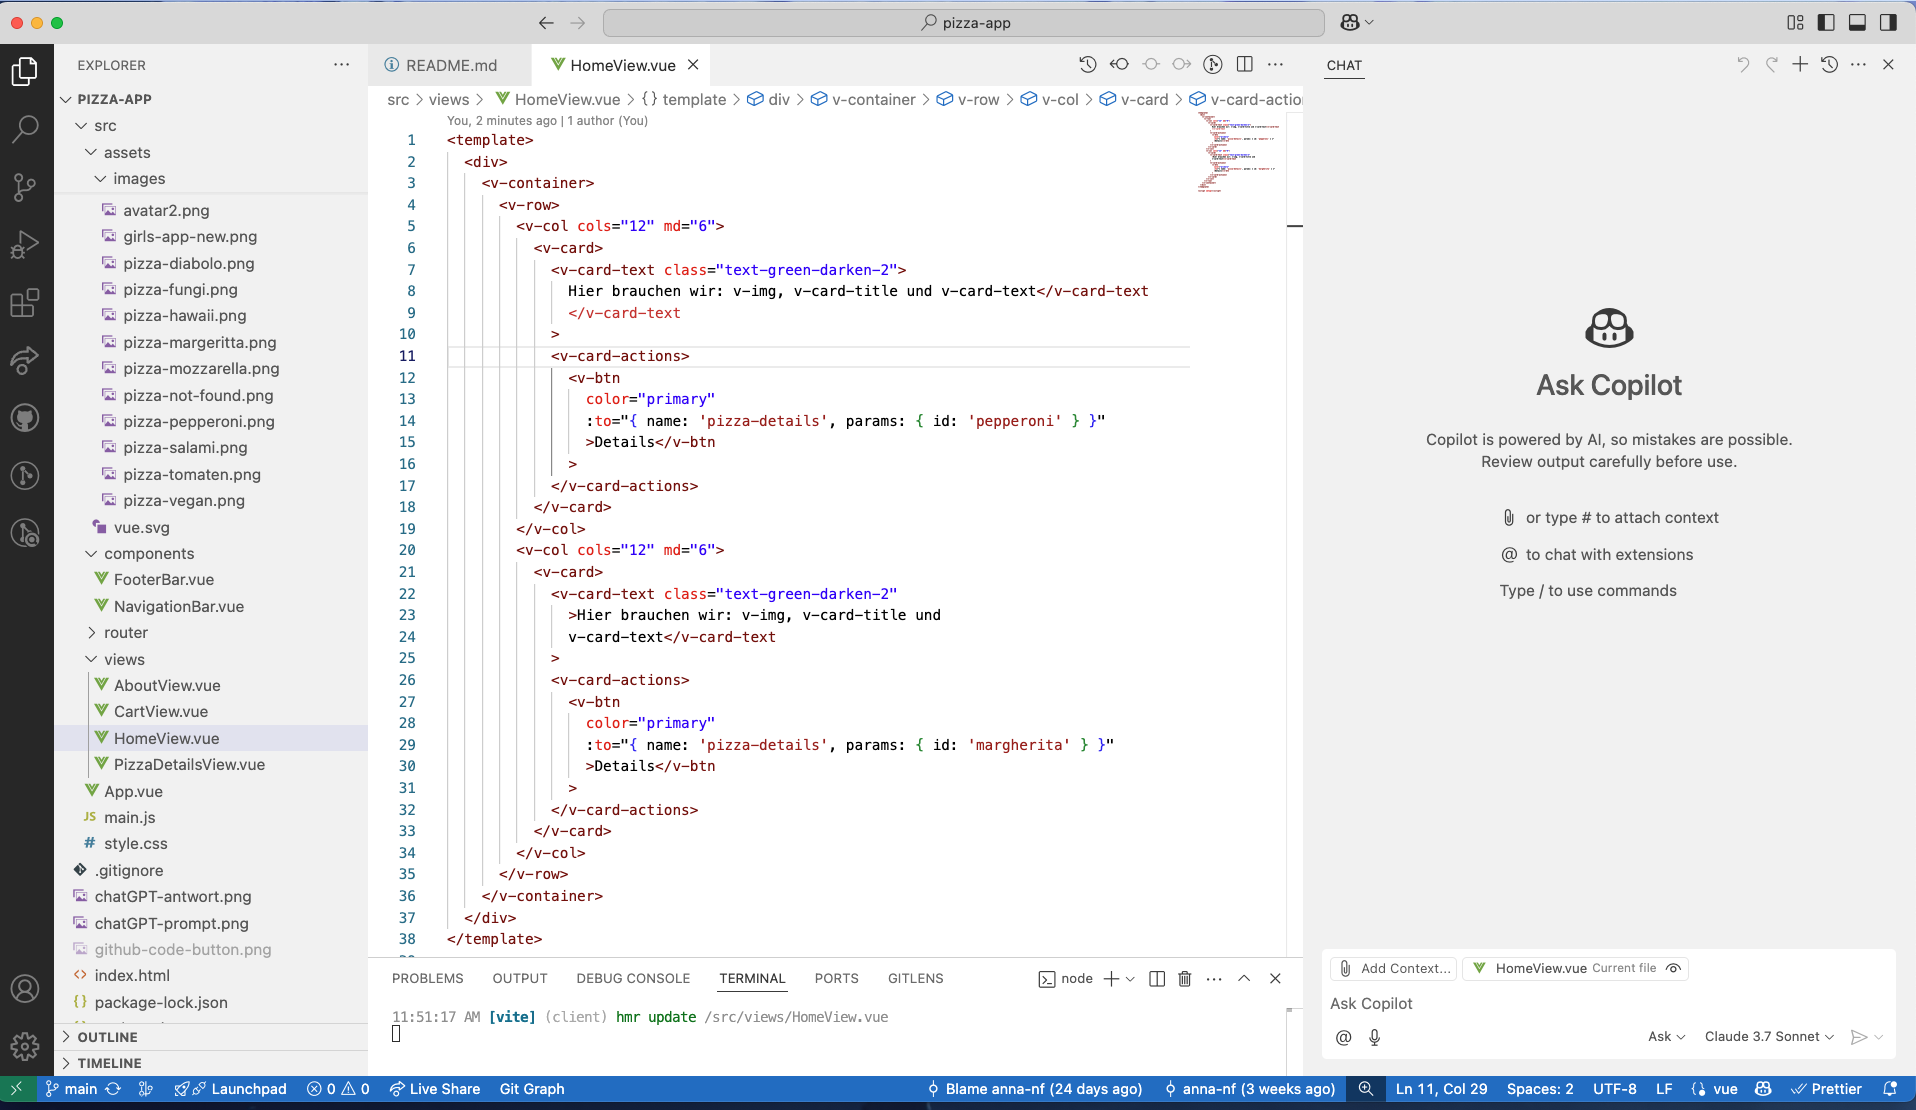 pizza-app
EXPLORER
PIZZA-APP
src
assets
images
avatar2.png
girls-app-new.png
pizza-diabolo.png
pizza-fungi.png
pizza-hawaii.png
pizza-margeritta.png
pizza-mozzarella.png
pizza-not-found.png
pizza-pepperoni.png
pizza-salami.png
pizza-tomaten.png
pizza-vegan.png
vue.svg
components
FooterBar.vue
NavigationBar.vue
router
views
AboutView.vue
CartView.vue
HomeView.vue
PizzaDetailsView.vue
App.vue
JS main.js
# style.css
.gitignore
chatGPT-antwort.png
chatGPT-prompt.png
github-code-button.png
<> index.html
{} package-lock.json
OUTLINE
TIMELINE
README.md
HomeView.vue
src > views > HomeView.vue > {} template > div > v-container > v-row > v-col > v-card > v-card-actio
You, 2 minutes ago | 1 author (You)
1 <template>
2 <div>
3 <v-container>
4 <v-row>
5 <v-col cols="12" md="6">
6 <v-card>
7 <v-card-text class="text-green-darken-2">
8 Hier brauchen wir: v-img, v-card-title und v-card-text</v-card-text
9 </v-card-text
10 >
11 <v-card-actions>
12 <v-btn
13 color="primary"
14 :to="{ name: 'pizza-details', params: { id: 'pepperoni' } }"
15 >Details</v-btn
16 >
17 </v-card-actions>
18 </v-card>
19 </v-col>
20 <v-col cols="12" md="6">
21 <v-card>
22 <v-card-text class="text-green-darken-2"
23 >Hier brauchen wir: v-img, v-card-title und
24 v-card-text</v-card-text
25 >
26 <v-card-actions>
27 <v-btn
28 color="primary"
29 :to="{ name: 'pizza-details', params: { id: 'margherita' } }"
30 >Details</v-btn
31 >
32 </v-card-actions>
33 </v-card>
34 </v-col>
35 </v-row>
36 </v-container>
37 </div>
38 </template>
PROBLEMS OUTPUT DEBUG CONSOLE TERMINAL PORTS GITLENS
node
11:51:17 AM [vite] (client) hmr update /src/views/HomeView.vue
CHAT
Ask Copilot
Copilot is powered by AI, so mistakes are possible.
Review output carefully before use.
or type # to attach context
@ to chat with extensions
Type / to use commands
Add Context...
HomeView.vue Current file
Ask Copilot
@
Ask
Claude 3.7 Sonnet
main
Launchpad
0
0
Live Share
Git Graph
Blame anna-nf (24 days ago)
anna-nf (3 weeks ago)
Ln 11, Col 29
Spaces: 2
UTF-8
LF
{} vue
Prettier